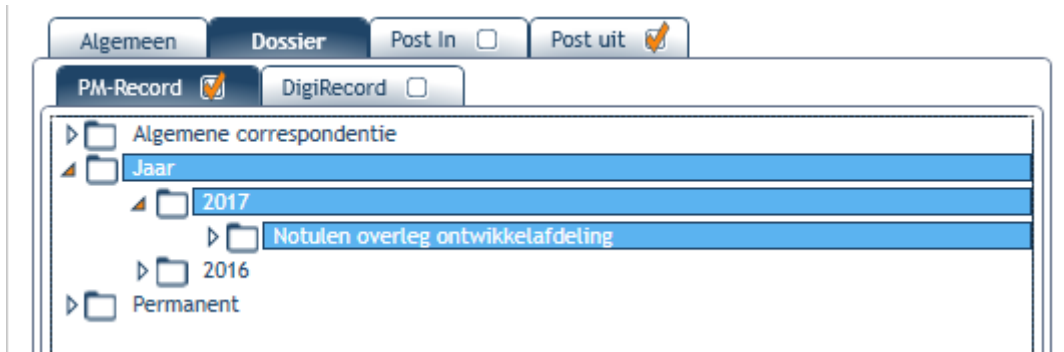 Algemeen Dossier Post In Post uit
PM-Record DigiRecord
Algemene correspondentie
Jaar
2017
Notulen overleg ontwikkelafdeling
2016
Permanent